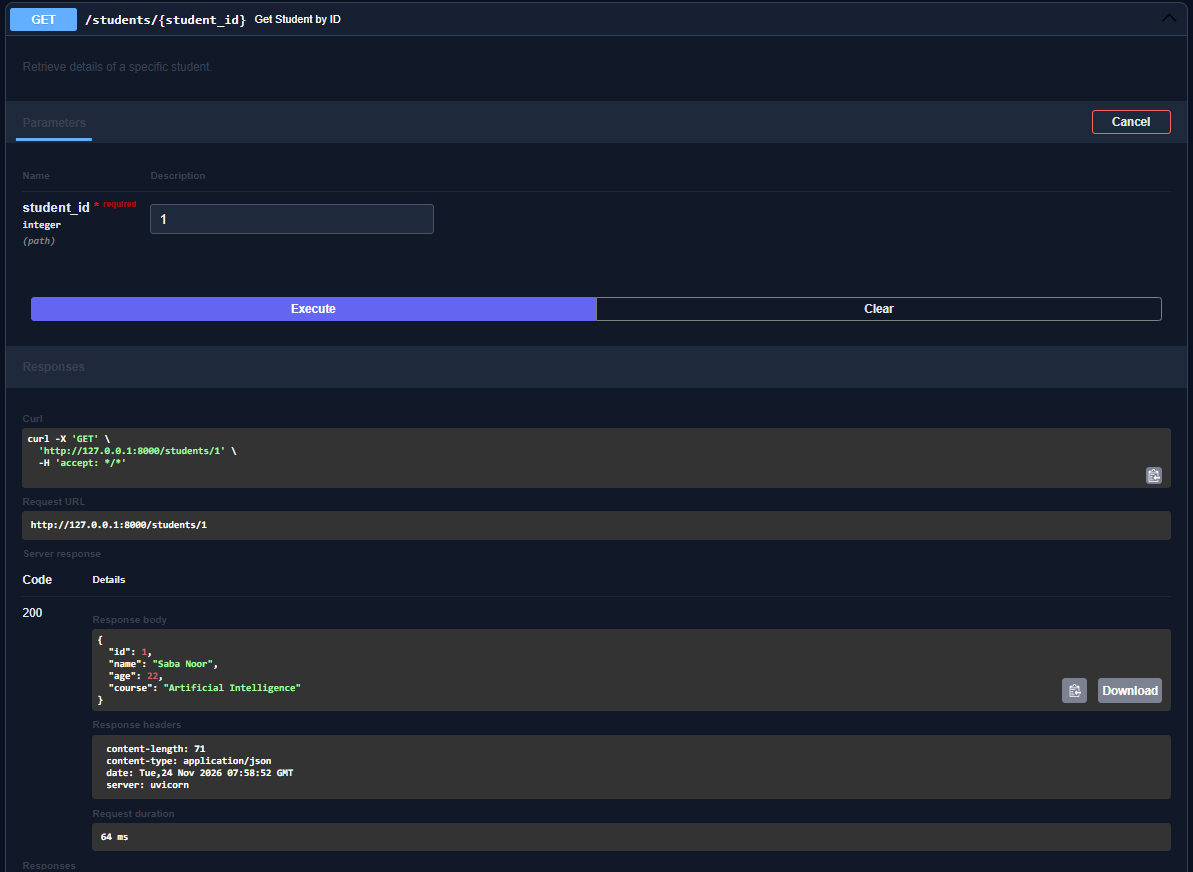 GET /students/{student_id} Get Student by ID
Retrieve details of a specific student.
Parameters
Cancel
Name Description
student_id * required
integer
(path)
1
Execute Clear
Responses
Curl
curl -X 'GET' \
'http://127.0.0.1:8000/students/1' \
-H 'accept: */*'
Request URL
http://127.0.0.1:8000/students/1
Server response
Code Details
200
Response body
{
"id": 1,
"name": "Saba Noor",
"age": 22,
"course": "Artificial Intelligence"
}
Download
Response headers
content-length: 71
content-type: application/json
date: Tue,24 Nov 2026 07:58:52 GMT
server: uvicorn
Request duration
64 ms
Responses